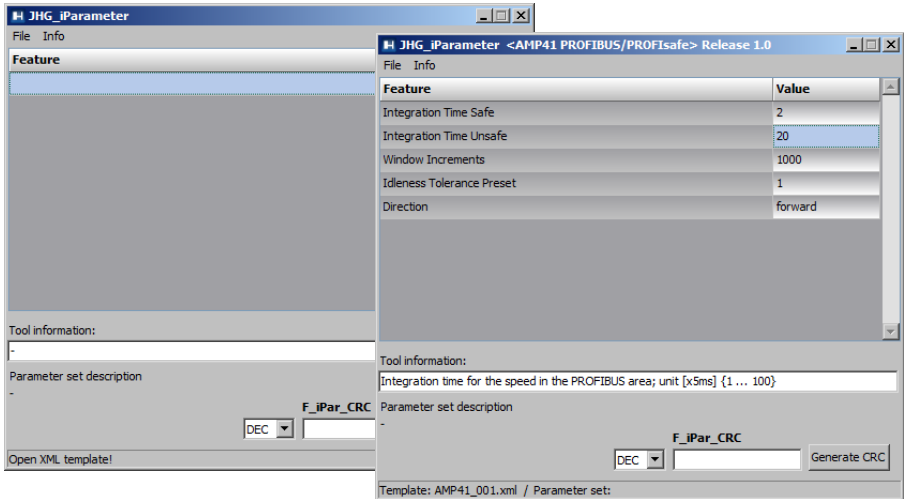 JHG_iParameter
File Info
Feature
Tool information:
-
Parameter set description
-
F_iPar_CRC
DEC
Open XML template!
JHG_iParameter <AMP41 PROFIBUS/PROFIsafe> Release 1.0
File Info
Feature Value
Integration Time Safe 2
Integration Time Unsafe 20
Window Increments 1000
Idleness Tolerance Preset 1
Direction forward
Tool information:
Integration time for the speed in the PROFIBUS area; unit [x5ms] {1 ... 100}
Parameter set description
-
F_iPar_CRC
DEC Generate CRC
Template: AMP41_001.xml / Parameter set: